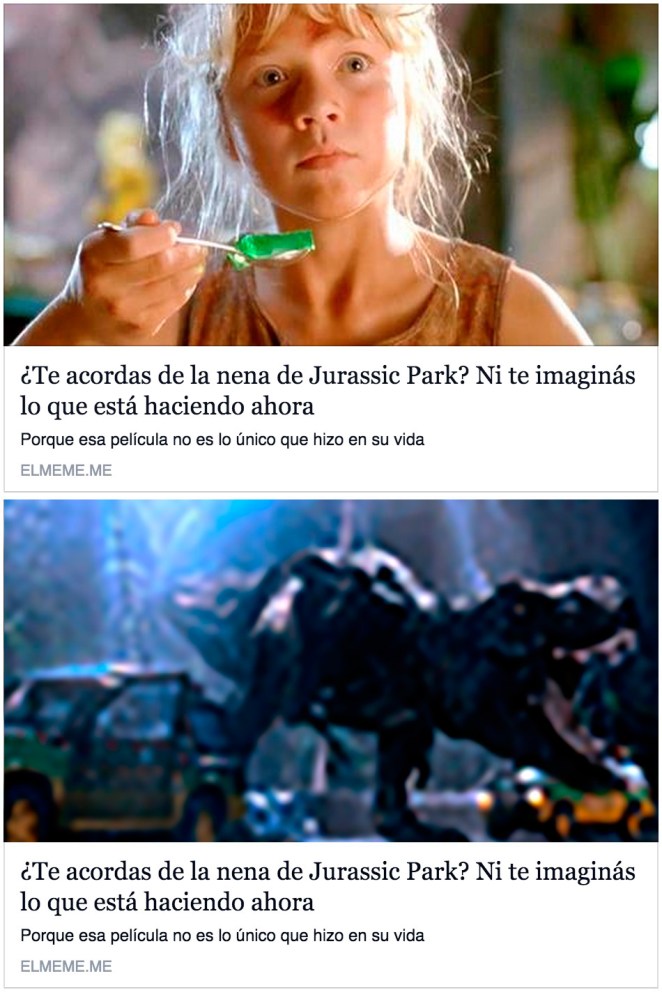 ¿Te acordas de la nena de Jurassic Park? Ni te imaginás
lo que está haciendo ahora
Porque esa película no es lo único que hizo en su vida
ELMEME.ME
¿Te acordas de la nena de Jurassic Park? Ni te imaginás
lo que está haciendo ahora
Porque esa película no es lo único que hizo en su vida
ELMEME.ME